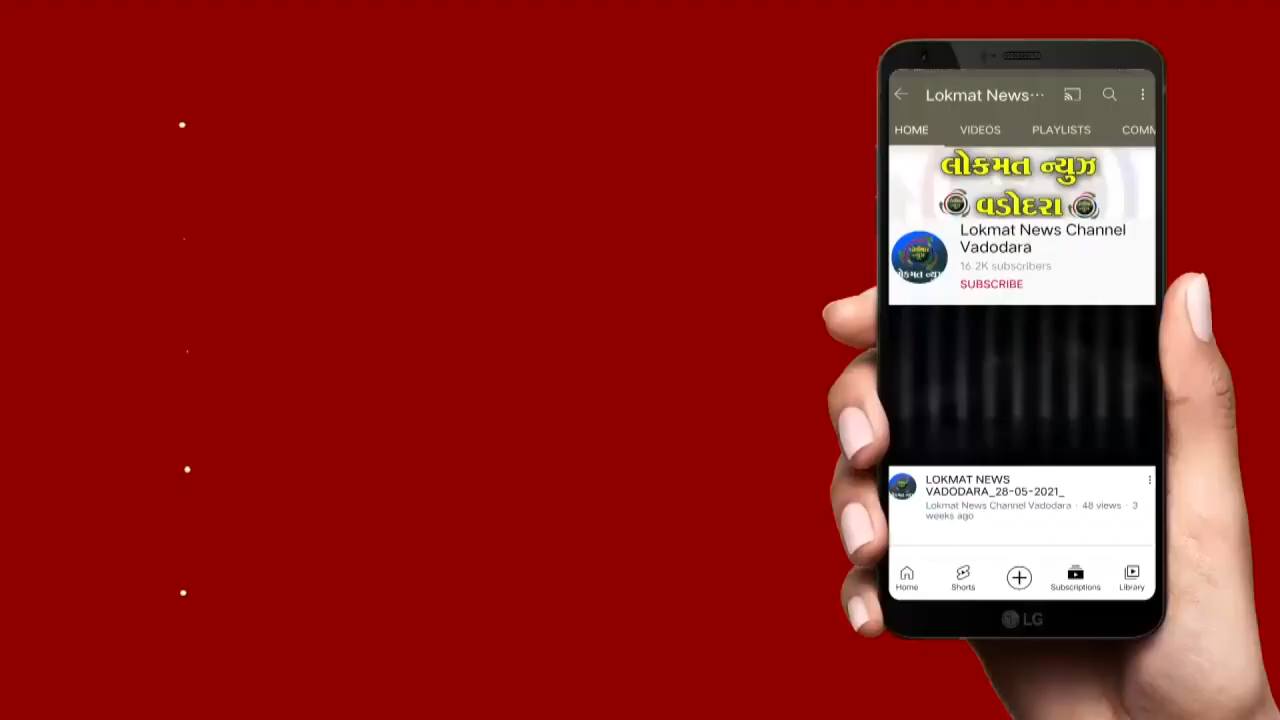 Lokmat News...
HOME VIDEOS PLAYLISTS COMM
લોકમત ન્યુઝ
વડોદરા
Lokmat News Channel
Vadodara
16.2K subscribers
SUBSCRIBE
LOKMAT NEWS
VADODARA_28-05-2021_
Lokmat News Channel Vadodara · 48 views · 3
weeks ago
Home Shorts Subscriptions Library
LG